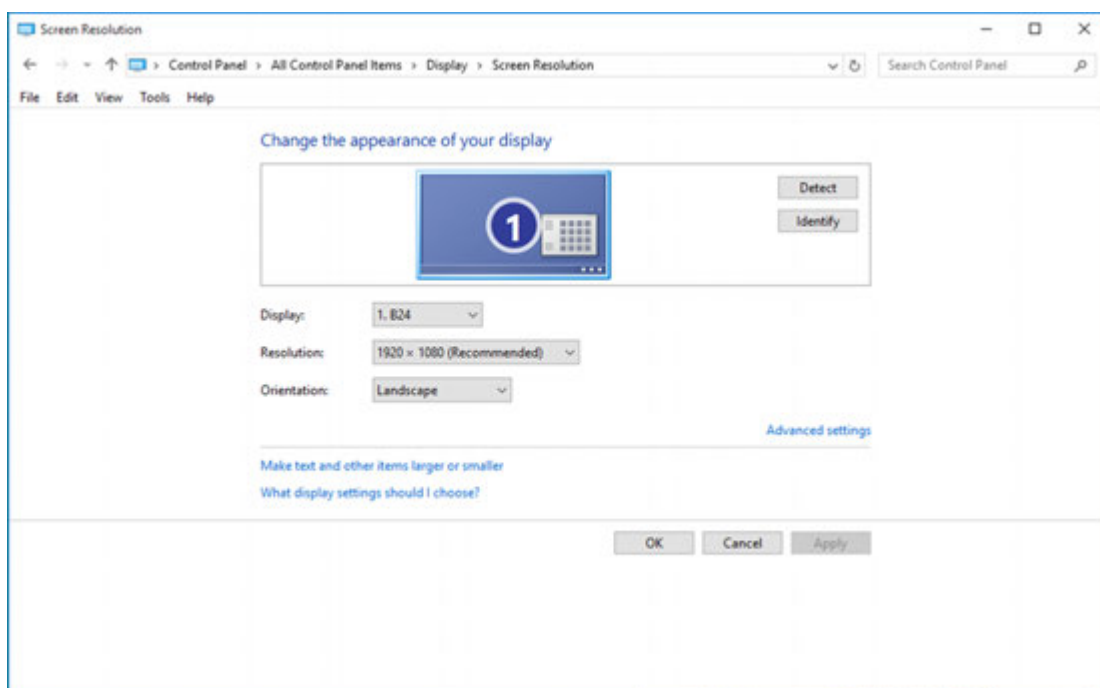 Screen Resolution
Control Panel > All Control Panel Items > Display > Screen Resolution
Search Control Panel
File Edit View Tools Help
Change the appearance of your display
1
Detect
Identify
Display: 1. B24
Resolution: 1920 × 1080 (Recommended)
Orientation: Landscape
Advanced settings
Make text and other items larger or smaller
What display settings should I choose?
OK Cancel Apply